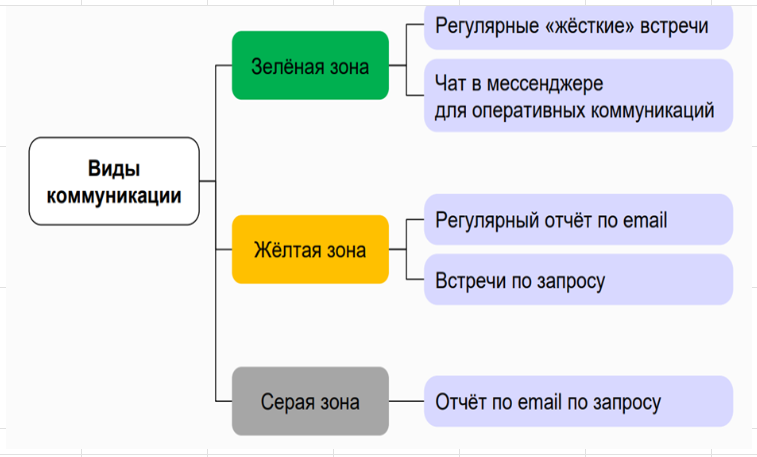 Регулярные «жёсткие» встречи
Зелёная зона
Чат в мессенджере
для оперативных коммуникаций
Виды
коммуникации
Регулярный отчёт по email
Жёлтая зона
Встречи по запросу
Серая зона
Отчёт по email по запросу